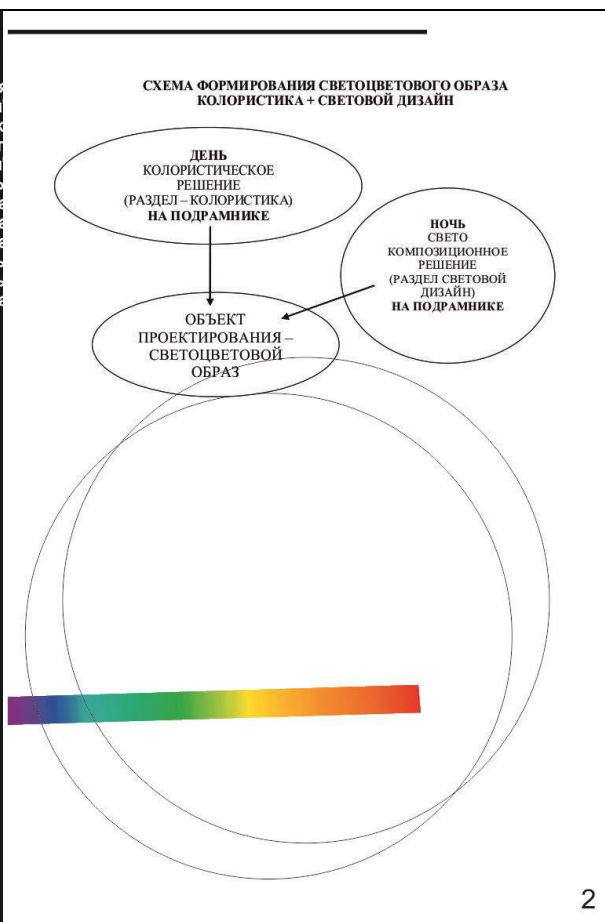 СХЕМА ФОРМИРОВАНИЯ СВЕТОЦВЕТОВОГО ОБРАЗА
КОЛОРИСТИКА + СВЕТОВОЙ ДИЗАЙН
ДЕНЬ
КОЛОРИСТИЧЕСКОЕ
РЕШЕНИЕ
(РАЗДЕЛ – КОЛОРИСТИКА)
НА ПОДРАМНИКЕ
НОЧЬ
СВЕТО
КОМПОЗИЦИОННОЕ
РЕШЕНИЕ
(РАЗДЕЛ СВЕТОВОЙ
ДИЗАЙН)
НА ПОДРАМНИКЕ
ОБЪЕКТ
ПРОЕКТИРОВАНИЯ –
СВЕТОЦВЕТОВОЙ
ОБРАЗ
2